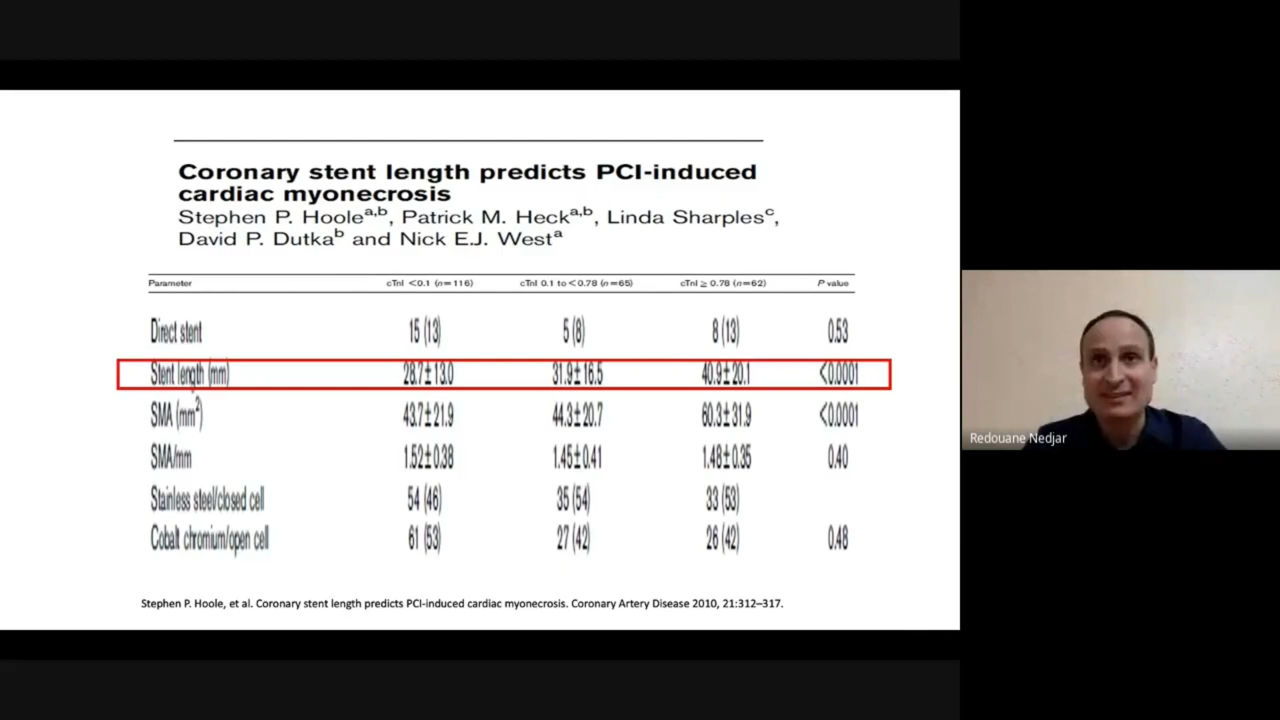 Coronary stent length predicts PCI-induced
cardiac myonecrosis
Stephen P. Hoole^a,b, Patrick M. Heck^a,b, Linda Sharples^c,
David P. Dutka^b and Nick E.J. West^a
Parameter cTnI <0.1 (n=116) cTnI 0.1 to <0.78 (n=65) cTnI ≥ 0.78 (n=62) P value
Direct stent 15 (13) 5 (8) 8 (13) 0.53
Stent length (mm) 28.7±13.0 31.9±16.5 40.9±20.1 <0.0001
SMA (mm²) 43.7±21.9 44.3±20.7 60.3±31.9 <0.0001
SMA/mm 1.52±0.38 1.45±0.41 1.48±0.35 0.40
Stainless steel/closed cell 54 (46) 35 (54) 33 (53)
Cobalt chromium/open cell 61 (53) 27 (42) 26 (42) 0.48
Stephen P. Hoole, et al. Coronary stent length predicts PCI-induced cardiac myonecrosis. Coronary Artery Disease 2010, 21:312–317.
Redouane Nedjar